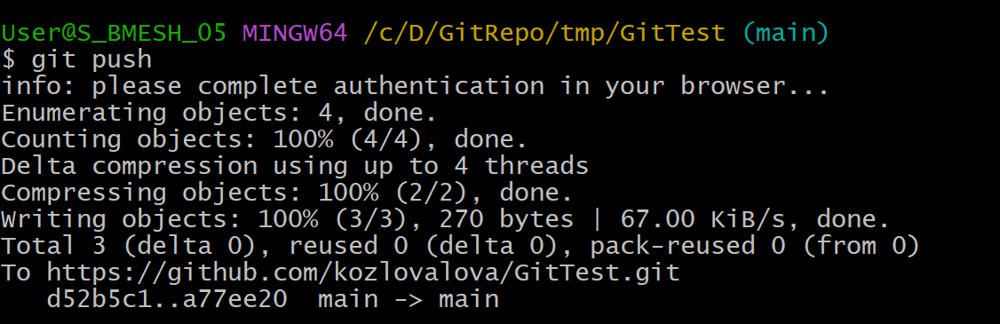 User@S_BMESH_05 MINGW64 /c/D/GitRepo/tmp/GitTest (main)
$ git push
info: please complete authentication in your browser...
Enumerating objects: 4, done.
Counting objects: 100% (4/4), done.
Delta compression using up to 4 threads
Compressing objects: 100% (2/2), done.
Writing objects: 100% (3/3), 270 bytes | 67.00 KiB/s, done.
Total 3 (delta 0), reused 0 (delta 0), pack-reused 0 (from 0)
To https://github.com/kozlovalova/GitTest.git
   d52b5c1..a77ee20  main -> main